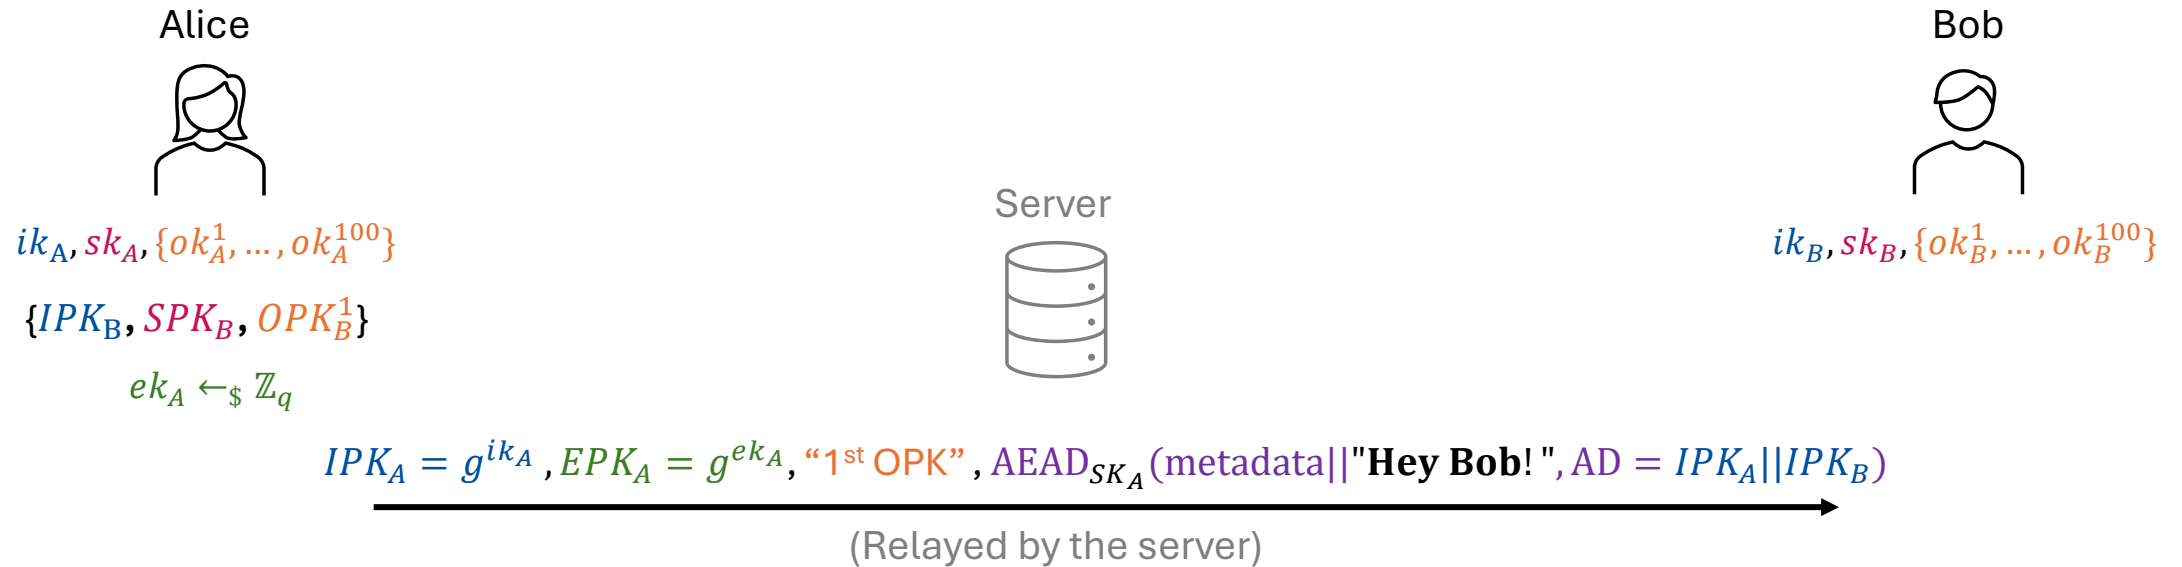 Alice
Bob
Server
ik_A, sk_A, {ok_A^1, …, ok_A^100}
ik_B, sk_B, {ok_B^1, …, ok_B^100}
{IPK_B, SPK_B, OPK_B^1}
ek_A ←_$ ℤ_q
IPK_A = g^{ik_A} , EPK_A = g^{ek_A}, “1st OPK” , AEAD_{SK_A}(metadata||"Hey Bob! ", AD = IPK_A||IPK_B)
(Relayed by the server)